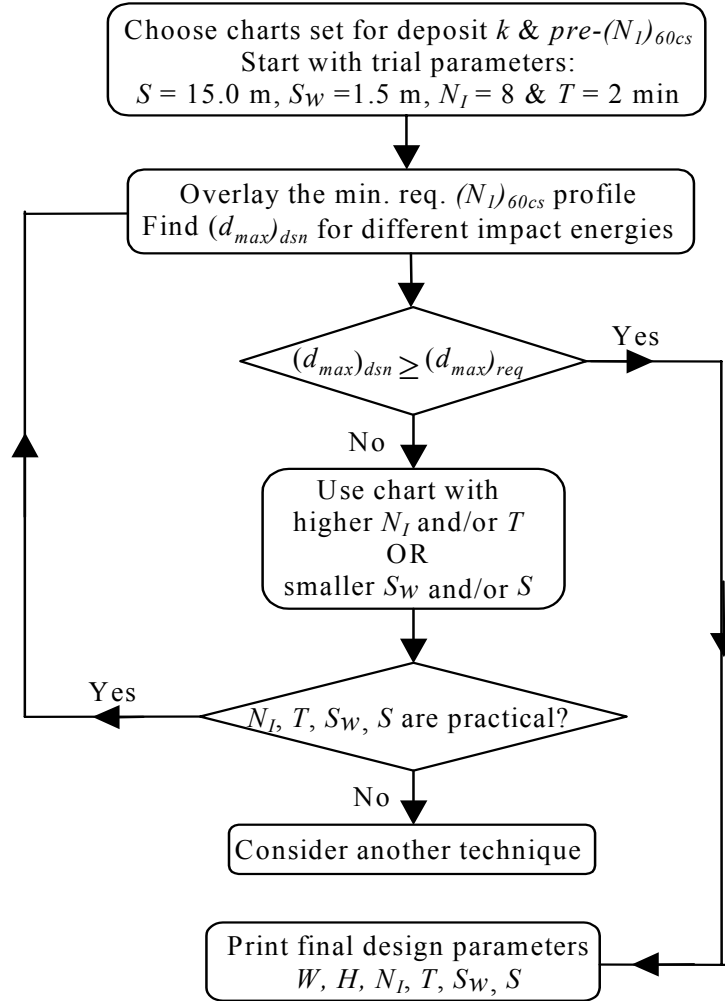 Choose charts set for deposit k & pre-(N1)60cs
Start with trial parameters:
S = 15.0 m, Sw =1.5 m, NI = 8 & T = 2 min
Overlay the min. req. (N1)60cs profile
Find (dmax)dsn for different impact energies
(dmax)dsn ≥ (dmax)req
Yes
No
Use chart with
higher NI and/or T
OR
smaller Sw and/or S
Yes
NI, T, Sw, S are practical?
No
Consider another technique
Print final design parameters
W, H, NI, T, Sw, S